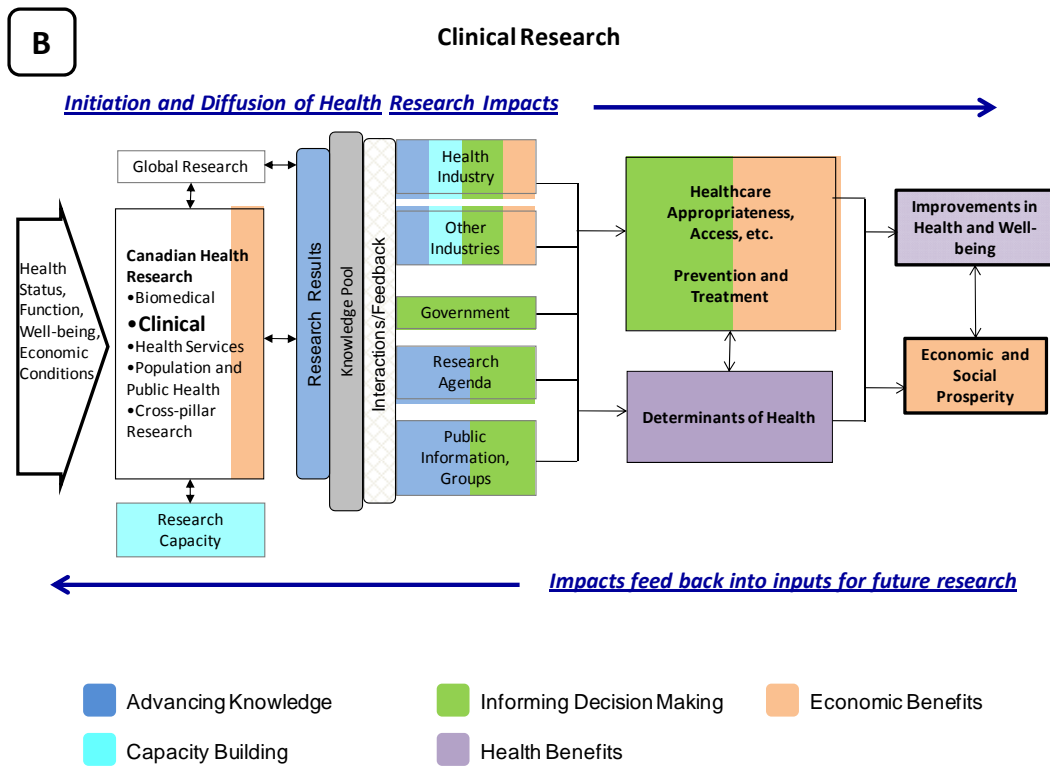 B
Clinical Research
Initiation and Diffusion of Health Research Impacts
Health
Status,
Function,
Well-being,
Economic
Conditions
Global Research
Canadian Health
Research
•Biomedical
•Clinical
•Health Services
•Population and
Public Health
•Cross-pillar
Research
Research
Capacity
Research Results
Knowledge Pool
Interactions/Feedback
Health
Industry
Other
Industries
Government
Research
Agenda
Public
Information,
Groups
Healthcare
Appropriateness,
Access, etc.
Prevention and
Treatment
Determinants of Health
Improvements in
Health and Well-
being
Economic and
Social
Prosperity
Impacts feed back into inputs for future research
Advancing Knowledge
Informing Decision Making
Economic Benefits
Capacity Building
Health Benefits